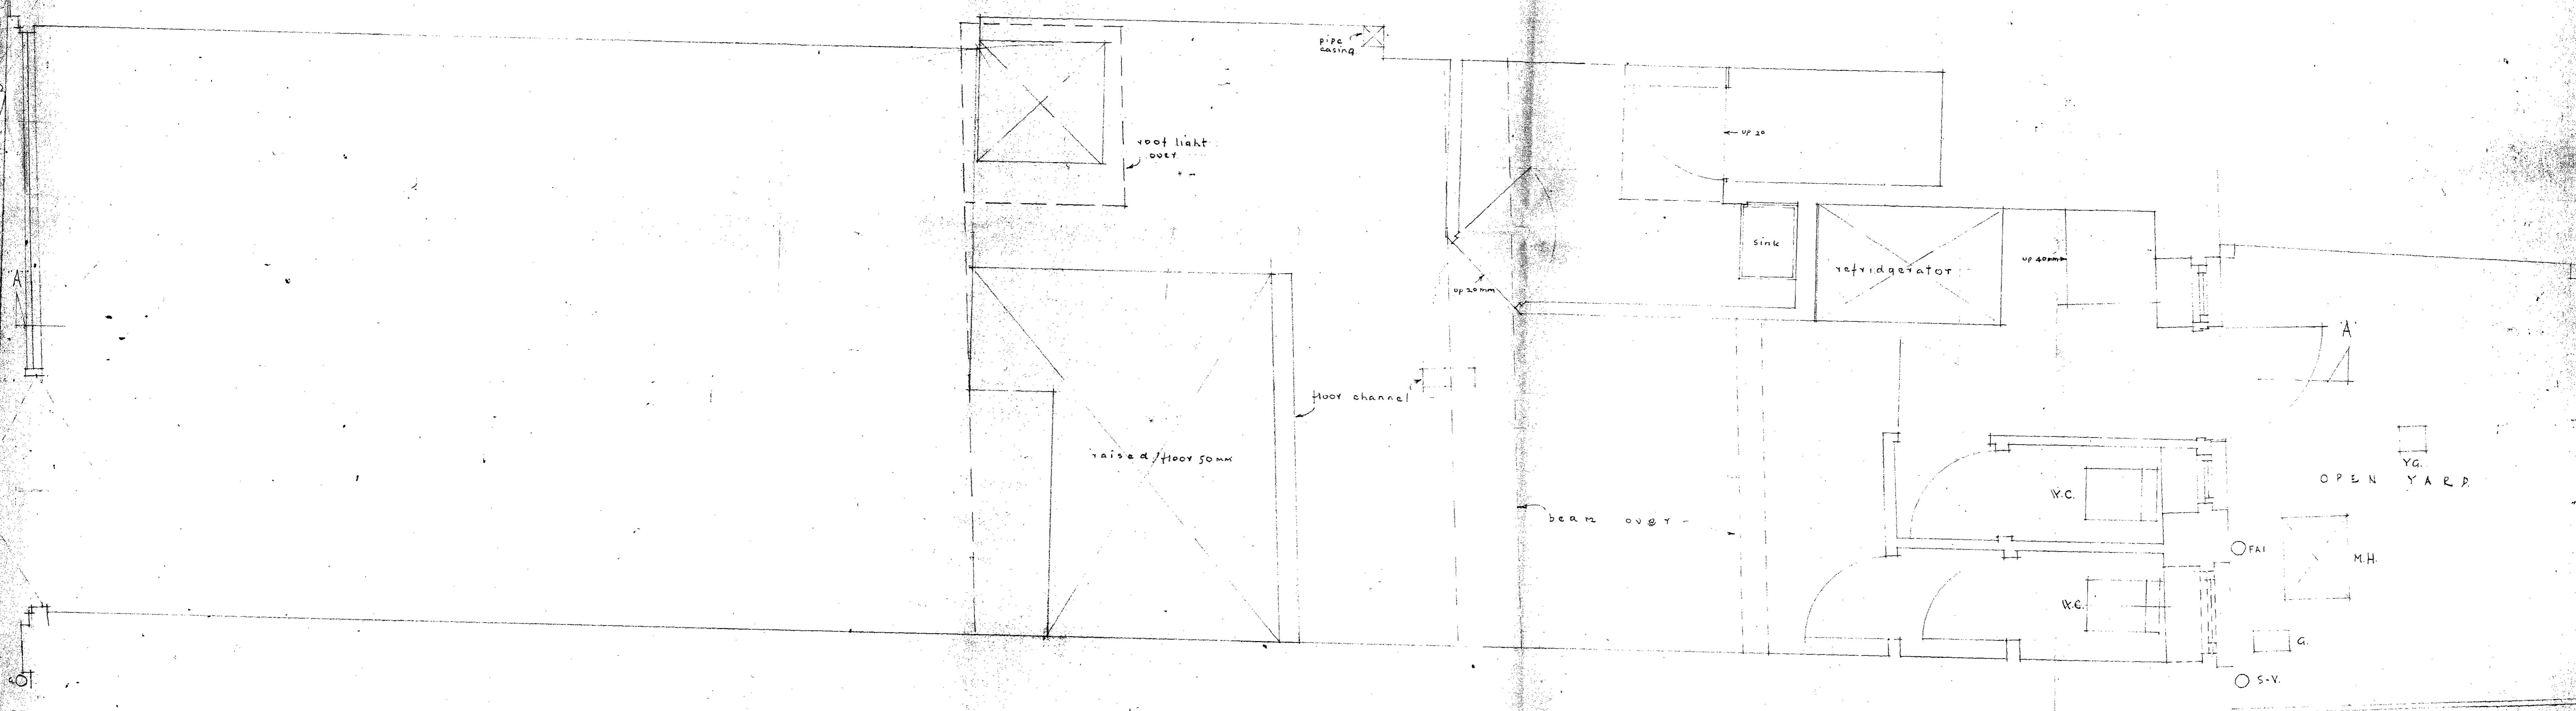 pipe
casing
roof light
over
up 20
sink
refridgerator
up 40mm
up 20mm
'A'
'A'
floor channel
raised floor 50mm
beam over
W.C.
W.C.
Y.G.
OPEN YARD
FAI
M.H.
G.
S.V.